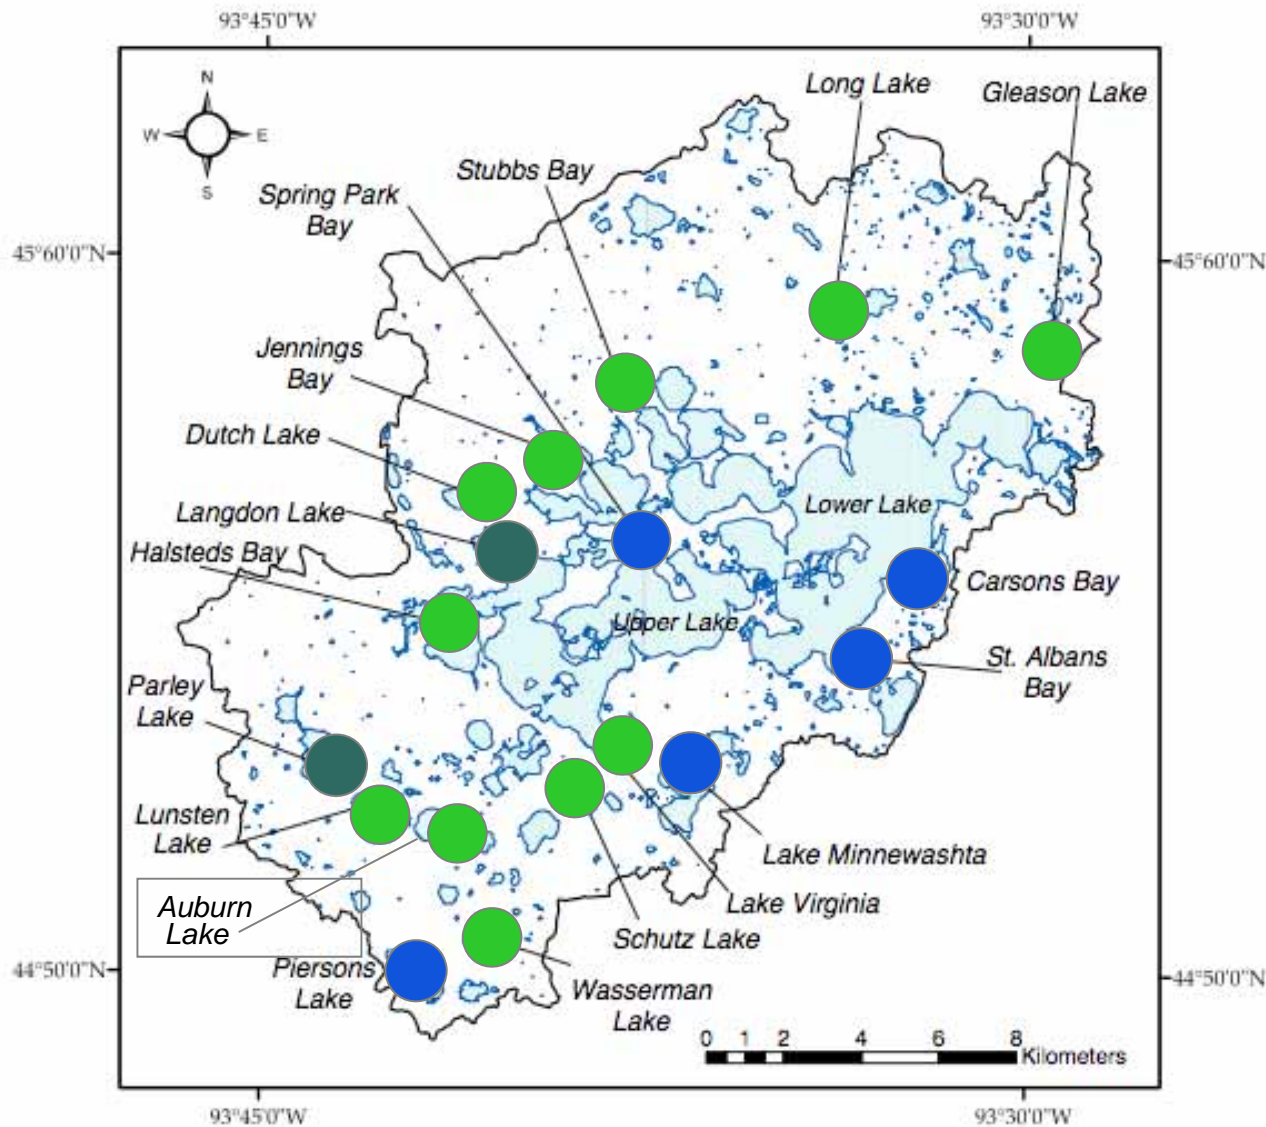 93°45'0"W
93°30'0"W
N
W
E
S
Long Lake
Gleason Lake
Stubbs Bay
Spring Park
Bay
45°60'0"N
45°60'0"N
Jennings
Bay
Dutch Lake
Langdon Lake
Lower Lake
Halsteds Bay
Carsons Bay
Upper Lake
St. Albans
Bay
Parley
Lake
Lunsten
Lake
Lake Minnewashta
Auburn
Lake
Lake Virginia
Schutz Lake
Piersons
Lake
44°50'0"N
44°50'0"N
Wasserman
Lake
0 1 2 4 6 8
Kilometers
93°45'0"W
93°30'0"W